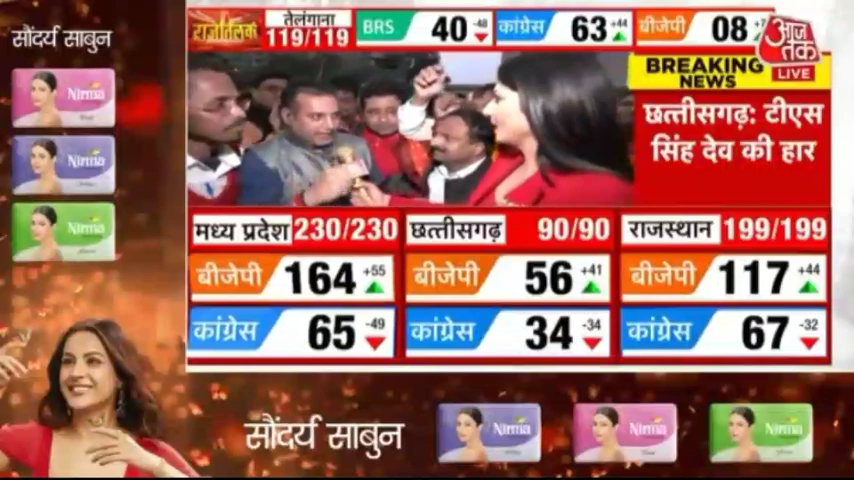 सौंदर्य साबुन
Nirma
Nirma
Nirma
राजतिलक
तेलंगाना
119/119
BRS 40 -48
कांग्रेस 63 +44
बीजेपी 08
आज तक
LIVE
BREAKING NEWS
छत्तीसगढ़: टीएस
सिंह देव की हार
मध्य प्रदेश 230/230
बीजेपी 164 +55
कांग्रेस 65 -49
छत्तीसगढ़ 90/90
बीजेपी 56 +41
कांग्रेस 34 -34
राजस्थान 199/199
बीजेपी 117 +44
कांग्रेस 67 -32
सौंदर्य साबुन
Nirma
Nirma
Nirma